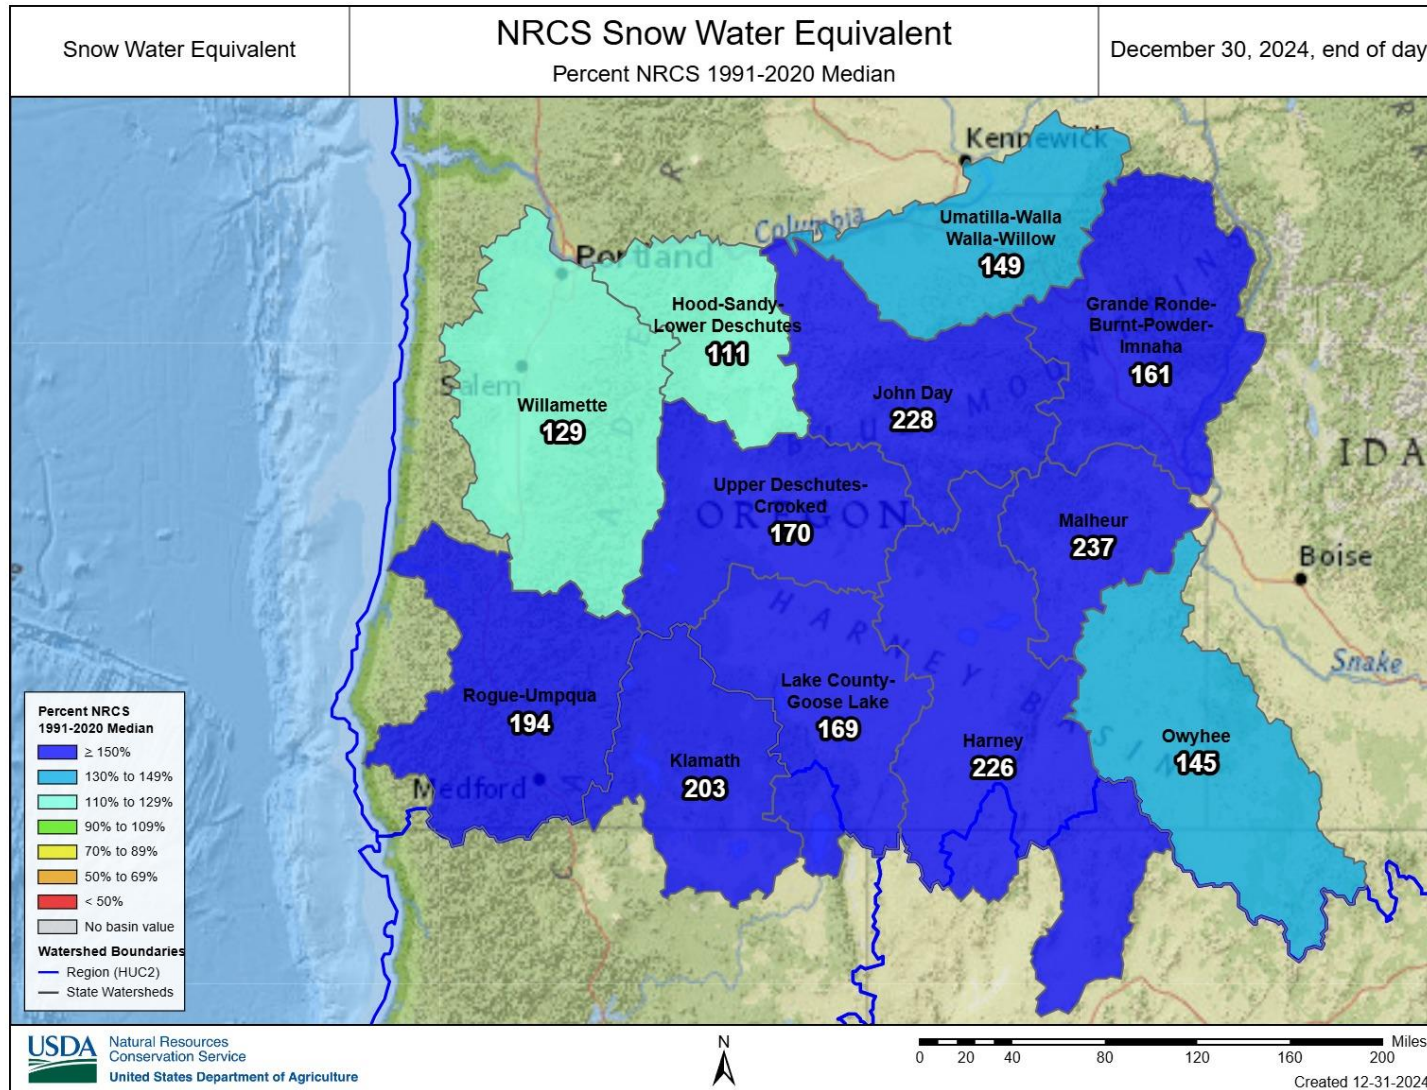 Snow Water Equivalent
NRCS Snow Water Equivalent
Percent NRCS 1991-2020 Median
December 30, 2024, end of day
Kennewick
Columbia
Umatilla-Walla
Walla-Willow
149
Portland
Hood-Sandy-
Lower Deschutes
111
Grande Ronde-
Burnt-Powder-
Imnaha
161
Salem
Willamette
129
John Day
228
BLUE MOUNTAINS
IDA
Upper Deschutes-
Crooked
170
OREGON
Malheur
237
Boise
HARNEY BASIN
Snake
Rogue-Umpqua
194
Medford
Klamath
203
Lake County-
Goose Lake
169
Harney
226
Owyhee
145
Percent NRCS
1991-2020 Median
≥ 150%
130% to 149%
110% to 129%
90% to 109%
70% to 89%
50% to 69%
< 50%
No basin value
Watershed Boundaries
Region (HUC2)
State Watersheds
USDA
Natural Resources
Conservation Service
United States Department of Agriculture
N
0 20 40 80 120 160 200
Miles
Created 12-31-2024